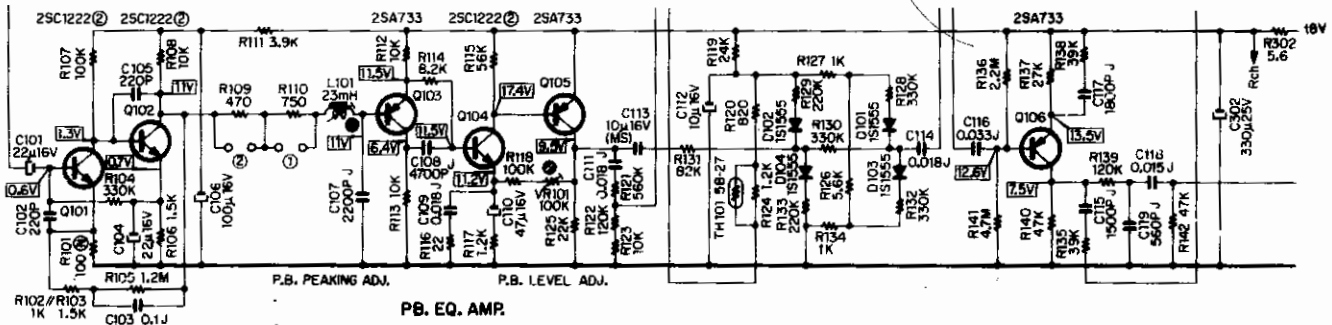 2SC1222② 2SC1222② 2SA733 2SC1222② 2SA733 2SA733
R107 100K
R108 10K
R111 3.9K
R112 10K
R114 8.2K
R115 56K
R119 24K
R127 1K
R136 2.2M
R137 27K
R138 39K
R302 5.6
18V
Rch
C105 220P
11V
Q102
R109 470
R110 750
L101 23mH
11.5V
Q103
Q104
17.4V
Q105
C112 10µ16V
R120 820
D102 1S1555
R129 220K
D101 1S1555
R128 330K
C117 1800P J
C302 330µ25V
C101 22µ16V
1.3V
0.7V
R104 330K
0.6V
Q101
C102 220P
②
①
11V
6.4V
11.5V
C108 4700P J
11.2V
R118 100K
9.5V
VR101 100K
C113 10µ16V (MS)
C111 0.018J
R121 560K
R131 82K
TH101 5B-27
R124 1.2K
D104 1S1555
R130 330K
R133 220K
R126 5.6K
D103 1S1555
C114 0.018J
R132 330K
C116 0.033J
12.6V
Q106
13.5V
7.5V
R139 120K
C118 0.015J
R101 100
C104 22µ16V
R106 1.5K
C106 100µ16V
C107 2200P J
R113 10K
R116 22
C109 0.018J
R117 1.2K
C110 47µ16V
R125 22K
R122 120K
R123 10K
R134 1K
R141 4.7M
R140 47K
R135 39K
C115 1500P J
C119 560P J
R142 47K
R105 1.2M
R102//R103
1K 1.5K
C103 0.1J
P.B. PEAKING ADJ.
P.B. LEVEL ADJ.
PB. EQ. AMP.